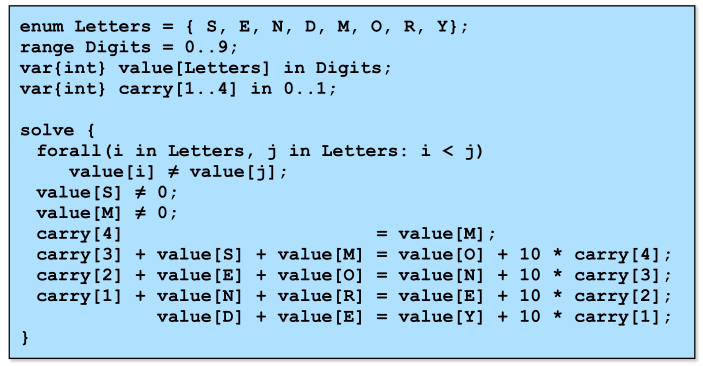 enum Letters = { S, E, N, D, M, O, R, Y};
range Digits = 0..9;
var{int} value[Letters] in Digits;
var{int} carry[1..4] in 0..1;

solve {
  forall(i in Letters, j in Letters: i < j)
     value[i] ≠ value[j];
  value[S] ≠ 0;
  value[M] ≠ 0;
  carry[4]                       = value[M];
  carry[3] + value[S] + value[M] = value[O] + 10 * carry[4];
  carry[2] + value[E] + value[O] = value[N] + 10 * carry[3];
  carry[1] + value[N] + value[R] = value[E] + 10 * carry[2];
             value[D] + value[E] = value[Y] + 10 * carry[1];
}